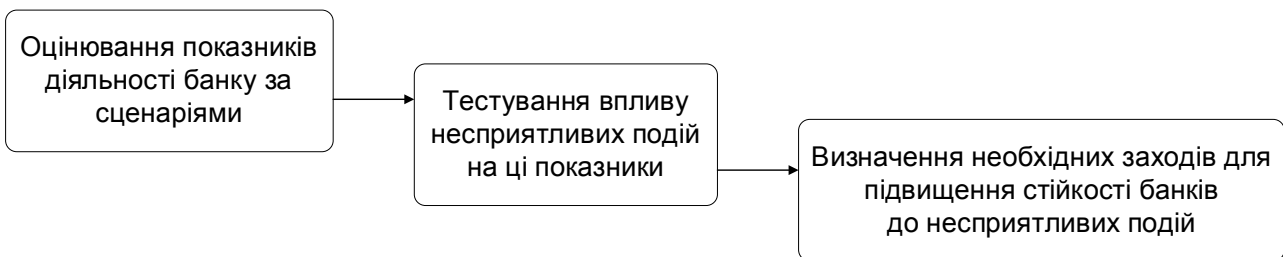 Оцінювання показників
діяльності банку за
сценаріями
Тестування впливу
несприятливих подій
на ці показники
Визначення необхідних заходів для
підвищення стійкості банків
до несприятливих подій